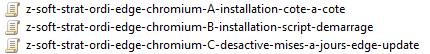 z-soft-strat-ordi-edge-chromium-A-installation-cote-a-cote
z-soft-strat-ordi-edge-chromium-B-installation-script-demarrage
z-soft-strat-ordi-edge-chromium-C-desactive-mises-a-jours-edge-update